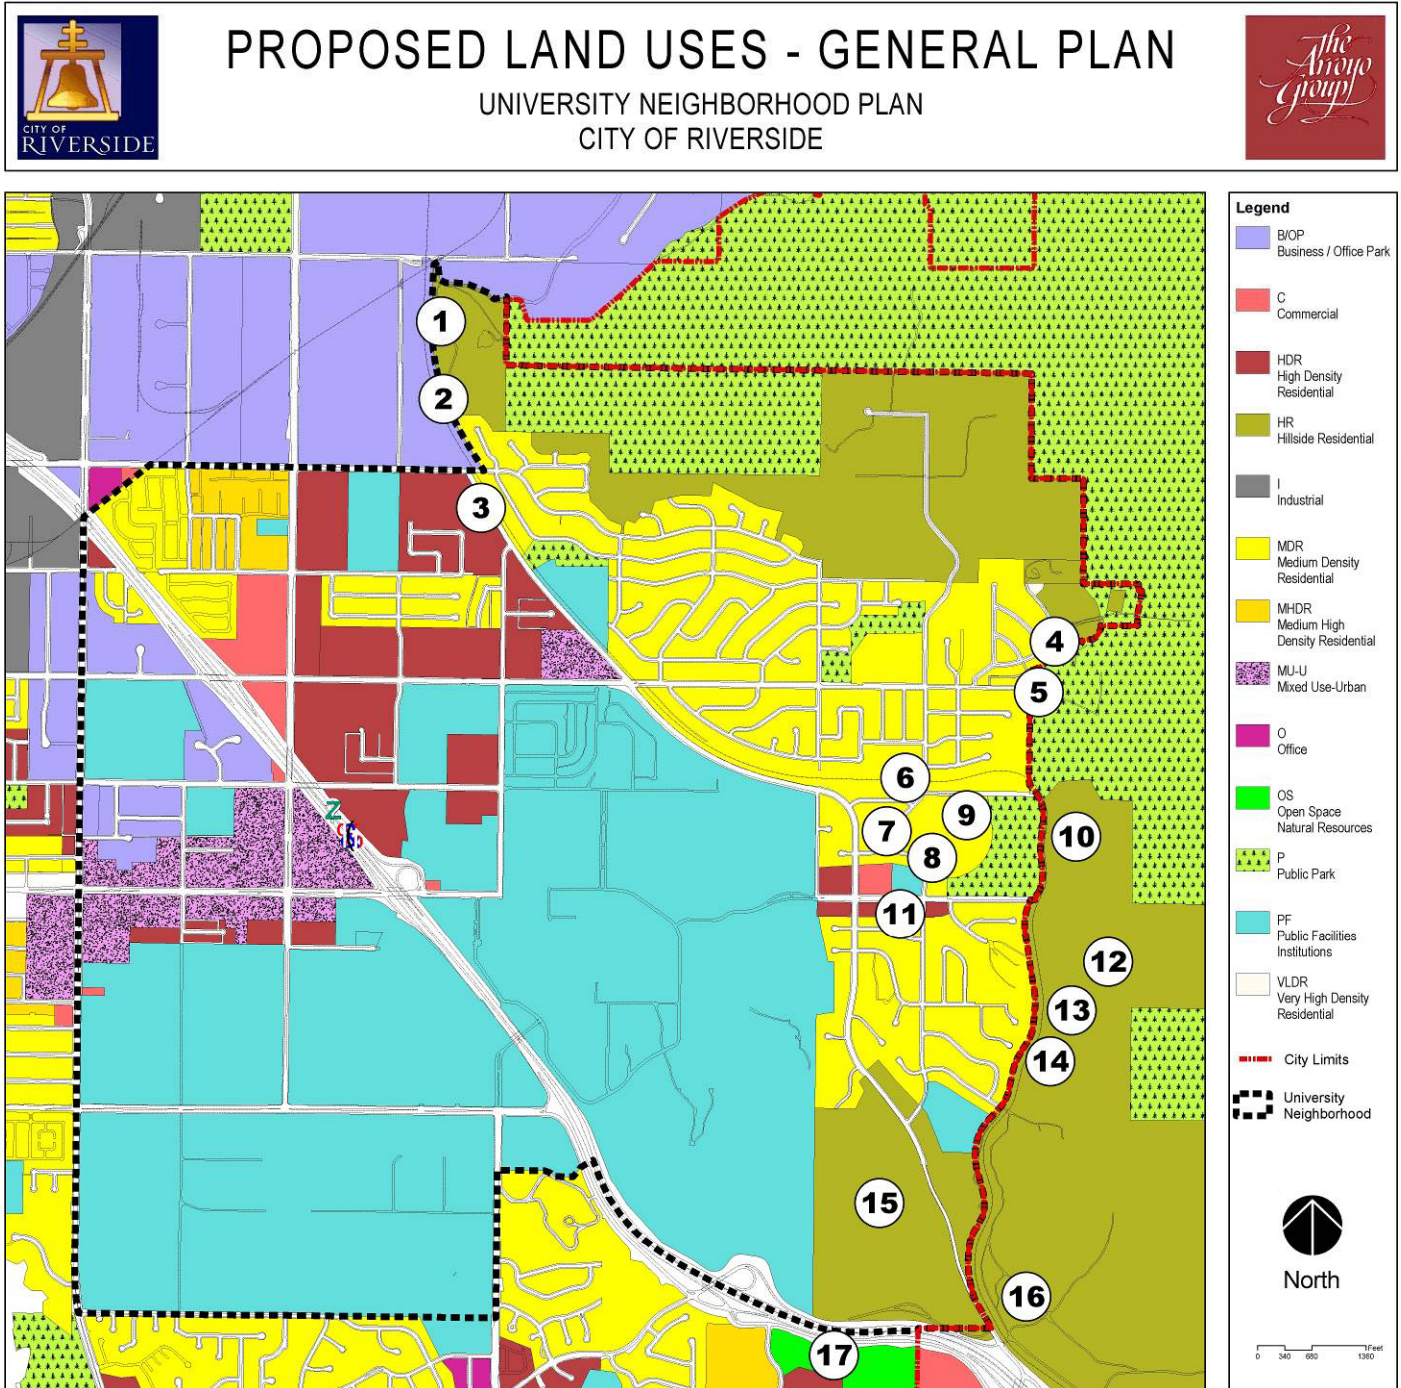 PROPOSED LAND USES - GENERAL PLAN
UNIVERSITY NEIGHBORHOOD PLAN
CITY OF RIVERSIDE
CITY OF
RIVERSIDE
The
Arroyo
Group
Legend
B/OP
Business / Office Park
C
Commercial
HDR
High Density
Residential
HR
Hillside Residential
I
Industrial
MDR
Medium Density
Residential
MHDR
Medium High
Density Residential
MU-U
Mixed Use-Urban
O
Office
OS
Open Space
Natural Resources
P
Public Park
PF
Public Facilities
Institutions
VLDR
Very High Density
Residential
City Limits
University
Neighborhood
North
0 340 680 1360 Feet
1
2
3
4
5
6
7
8
9
10
11
12
13
14
15
16
17
Z